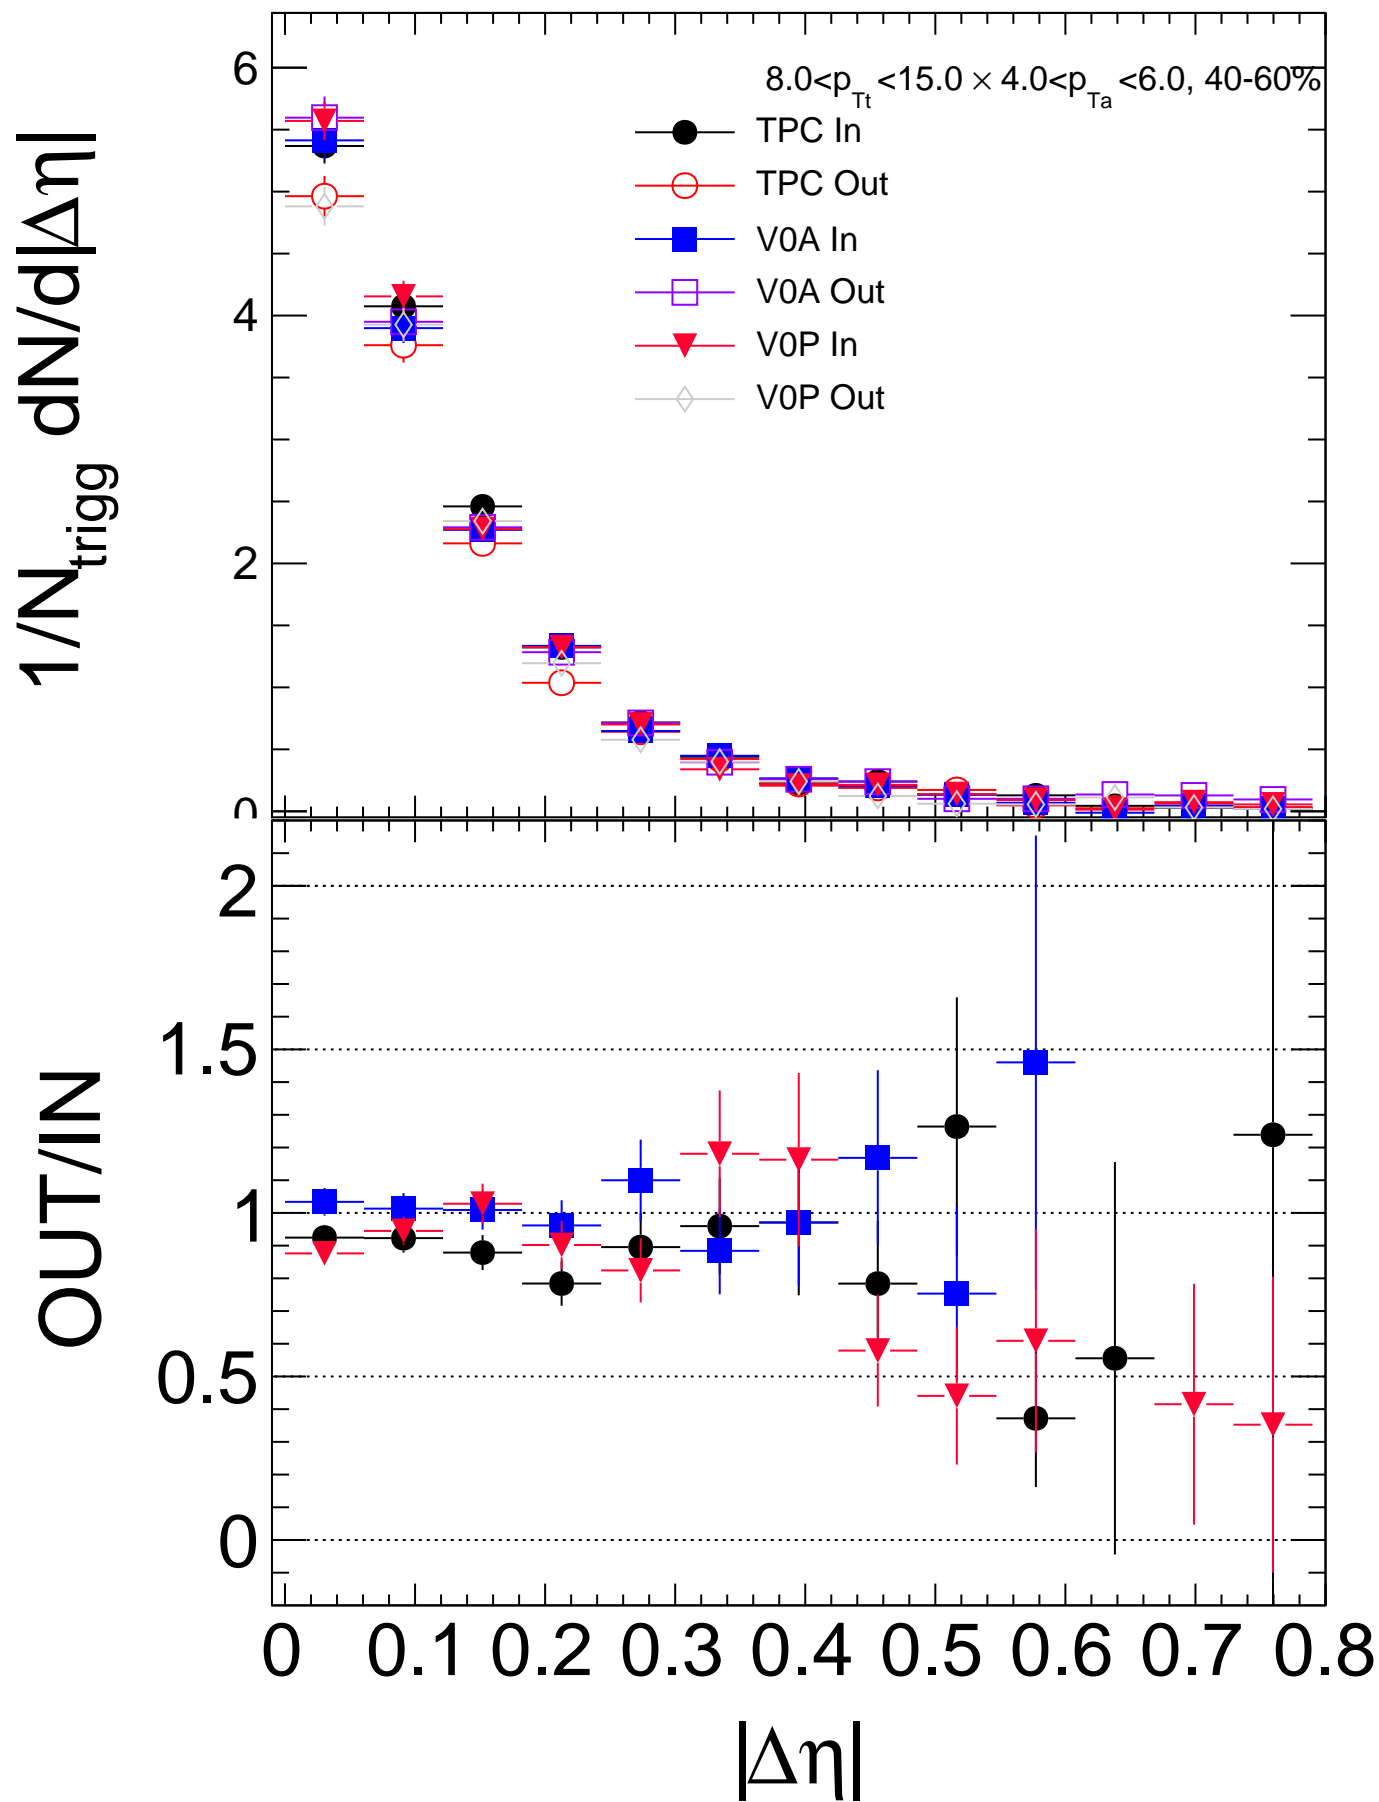 8.0<p_Tt<15.0 × 4.0<p_Ta<6.0, 40-60%
TPC In
TPC Out
V0A In
V0A Out
V0P In
V0P Out
1/N_trigg dN/d|Δη|
6
4
2
0
OUT/IN
2
1.5
1
0.5
0
0 0.1 0.2 0.3 0.4 0.5 0.6 0.7 0.8
|Δη|